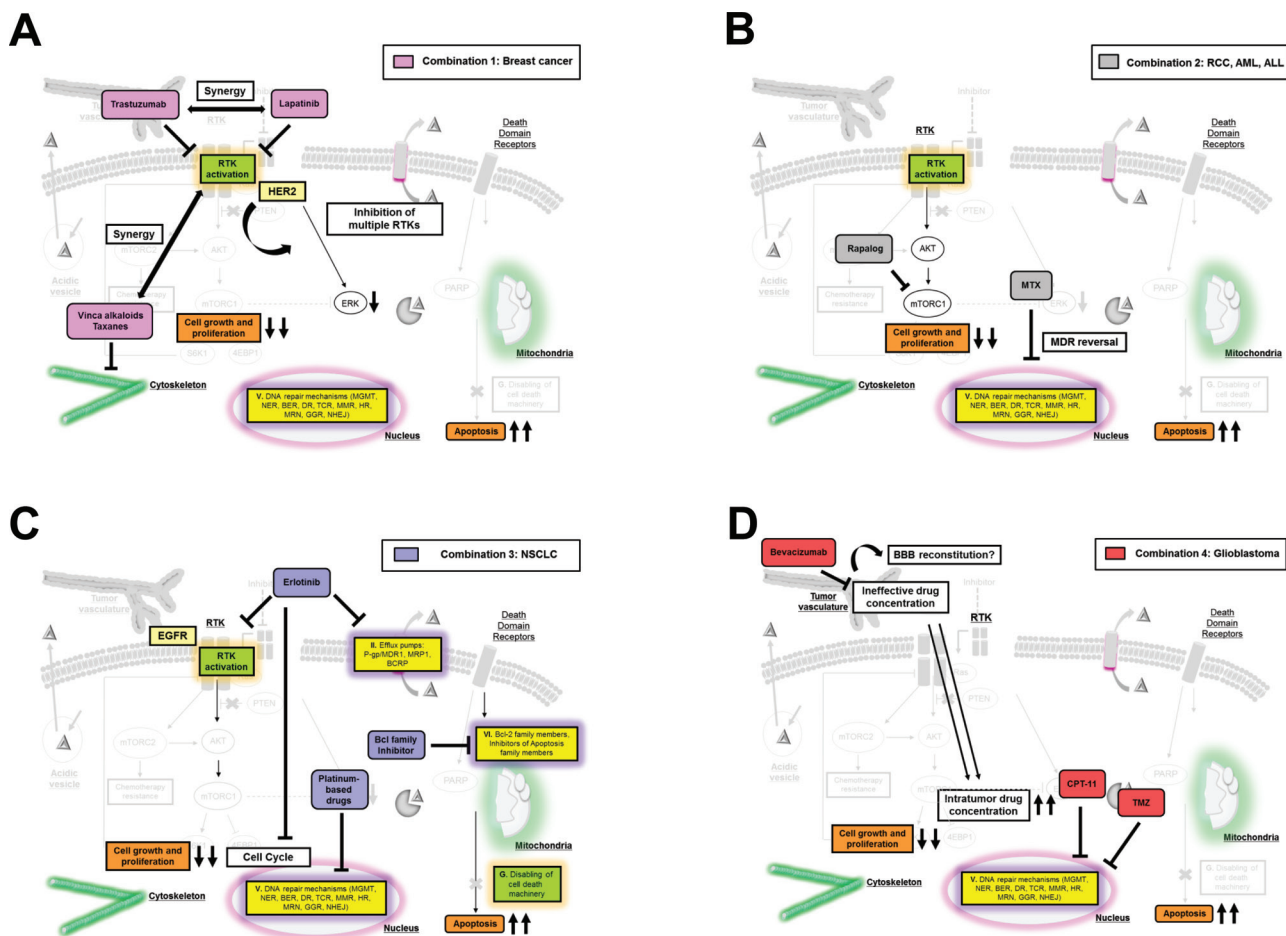 A
Combination 1: Breast cancer
Tumor
vasculature
Trastuzumab
Synergy
Lapatinib
Inhibitor
RTK
Death
Domain
Receptors
RTK
activation
HER2
PTEN
Inhibition of
multiple RTKs
Synergy
mTORC2
AKT
Acidic
vesicle
Chemotherapy
mTORC1
ERK
PARP
Vinca alkaloids
Taxanes
Cell growth and
proliferation
S6K1
4EBP1
Mitochondria
Cytoskeleton
V. DNA repair mechanisms (MGMT,
NER, BER, DR, TCR, MMR, HR,
MRN, GGR, NHEJ)
Nucleus
G. Disabling of
cell death
machinery
Apoptosis
B
Combination 2: RCC, AML, ALL
Tumor
vasculature
Inhibitor
RTK
Death
Domain
Receptors
RTK
activation
PTEN
Rapalog
AKT
Acidic
vesicle
Chemotherapy
resistance
mTORC1
MTX
ERK
PARP
Cell growth and
proliferation
MDR reversal
Mitochondria
Cytoskeleton
V. DNA repair mechanisms (MGMT,
NER, BER, DR, TCR, MMR, HR,
MRN, GGR, NHEJ)
Nucleus
G. Disabling of
cell death
machinery
Apoptosis
C
Combination 3: NSCLC
Erlotinib
Tumor
vasculature
RTK
Death
Domain
Receptors
EGFR
RTK
activation
II. Efflux pumps:
P-gp/MDR1, MRP1,
BCRP
PTEN
mTORC2
AKT
Bcl family
Inhibitor
VI. Bcl-2 family members,
Inhibitors of Apoptosis
family members
Acidic
vesicle
Chemotherapy
resistance
mTORC1
Platinum-
based
drugs
PARP
Cell growth and
proliferation
Cell Cycle
Mitochondria
Cytoskeleton
V. DNA repair mechanisms (MGMT,
NER, BER, DR, TCR, MMR, HR,
MRN, GGR, NHEJ)
Nucleus
G. Disabling of
cell death
machinery
Apoptosis
D
Bevacizumab
BBB reconstitution?
Combination 4: Glioblastoma
Tumor
vasculature
Ineffective drug
concentration
Inhibitor
RTK
Death
Domain
Receptors
PTEN
mTORC2
AKT
Acidic
vesicle
Chemotherapy
resistance
Intratumor drug
concentration
CPT-11
TMZ
PARP
Cell growth and
proliferation
4EBP1
Mitochondria
Cytoskeleton
V. DNA repair mechanisms (MGMT,
NER, BER, DR, TCR, MMR, HR,
MRN, GGR, NHEJ)
Nucleus
G. Disabling of
cell death
machinery
Apoptosis